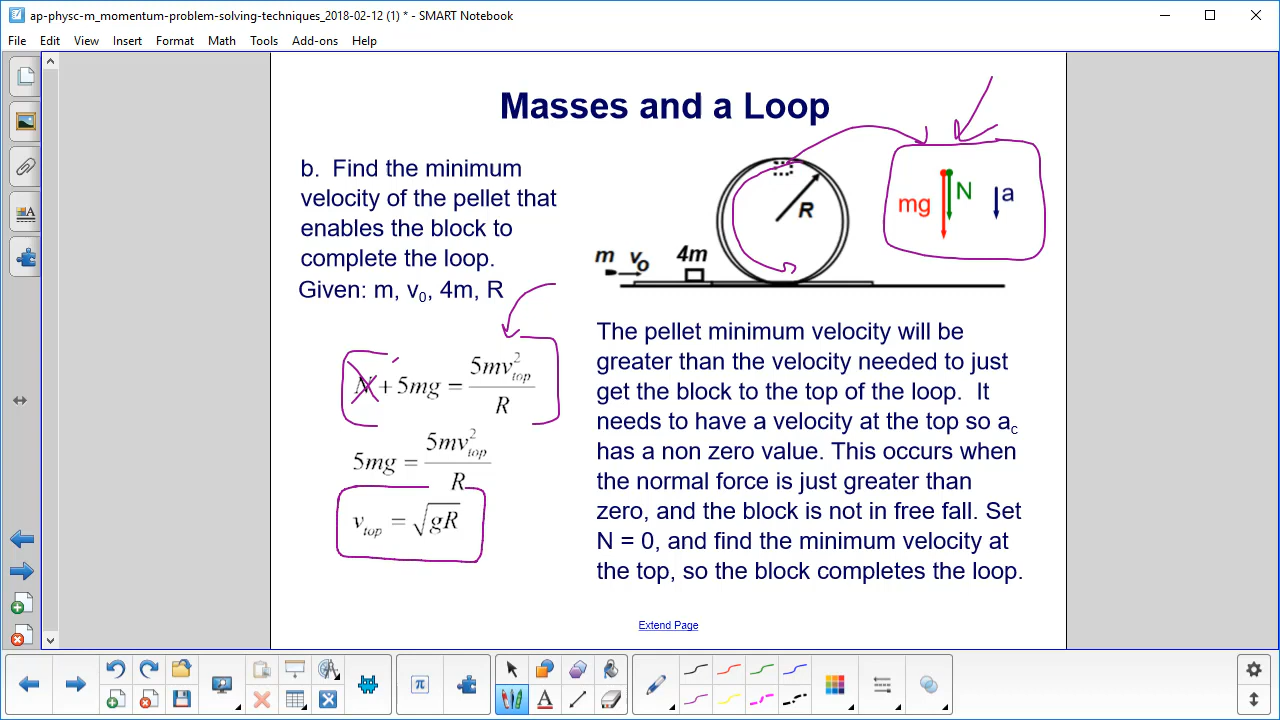 ap-physc-m_momentum-problem-solving-techniques_2018-02-12 (1) * - SMART Notebook
File Edit View Insert Format Math Tools Add-ons Help
Masses and a Loop
b. Find the minimum
velocity of the pellet that
enables the block to
complete the loop.
Given: m, v₀, 4m, R
N + 5mg = 5mv²top / R
5mg = 5mv²top / R
vtop = √gR
m v₀ 4m
R
mg N a
The pellet minimum velocity will be
greater than the velocity needed to just
get the block to the top of the loop. It
needs to have a velocity at the top so ac
has a non zero value. This occurs when
the normal force is just greater than
zero, and the block is not in free fall. Set
N = 0, and find the minimum velocity at
the top, so the block completes the loop.
Extend Page